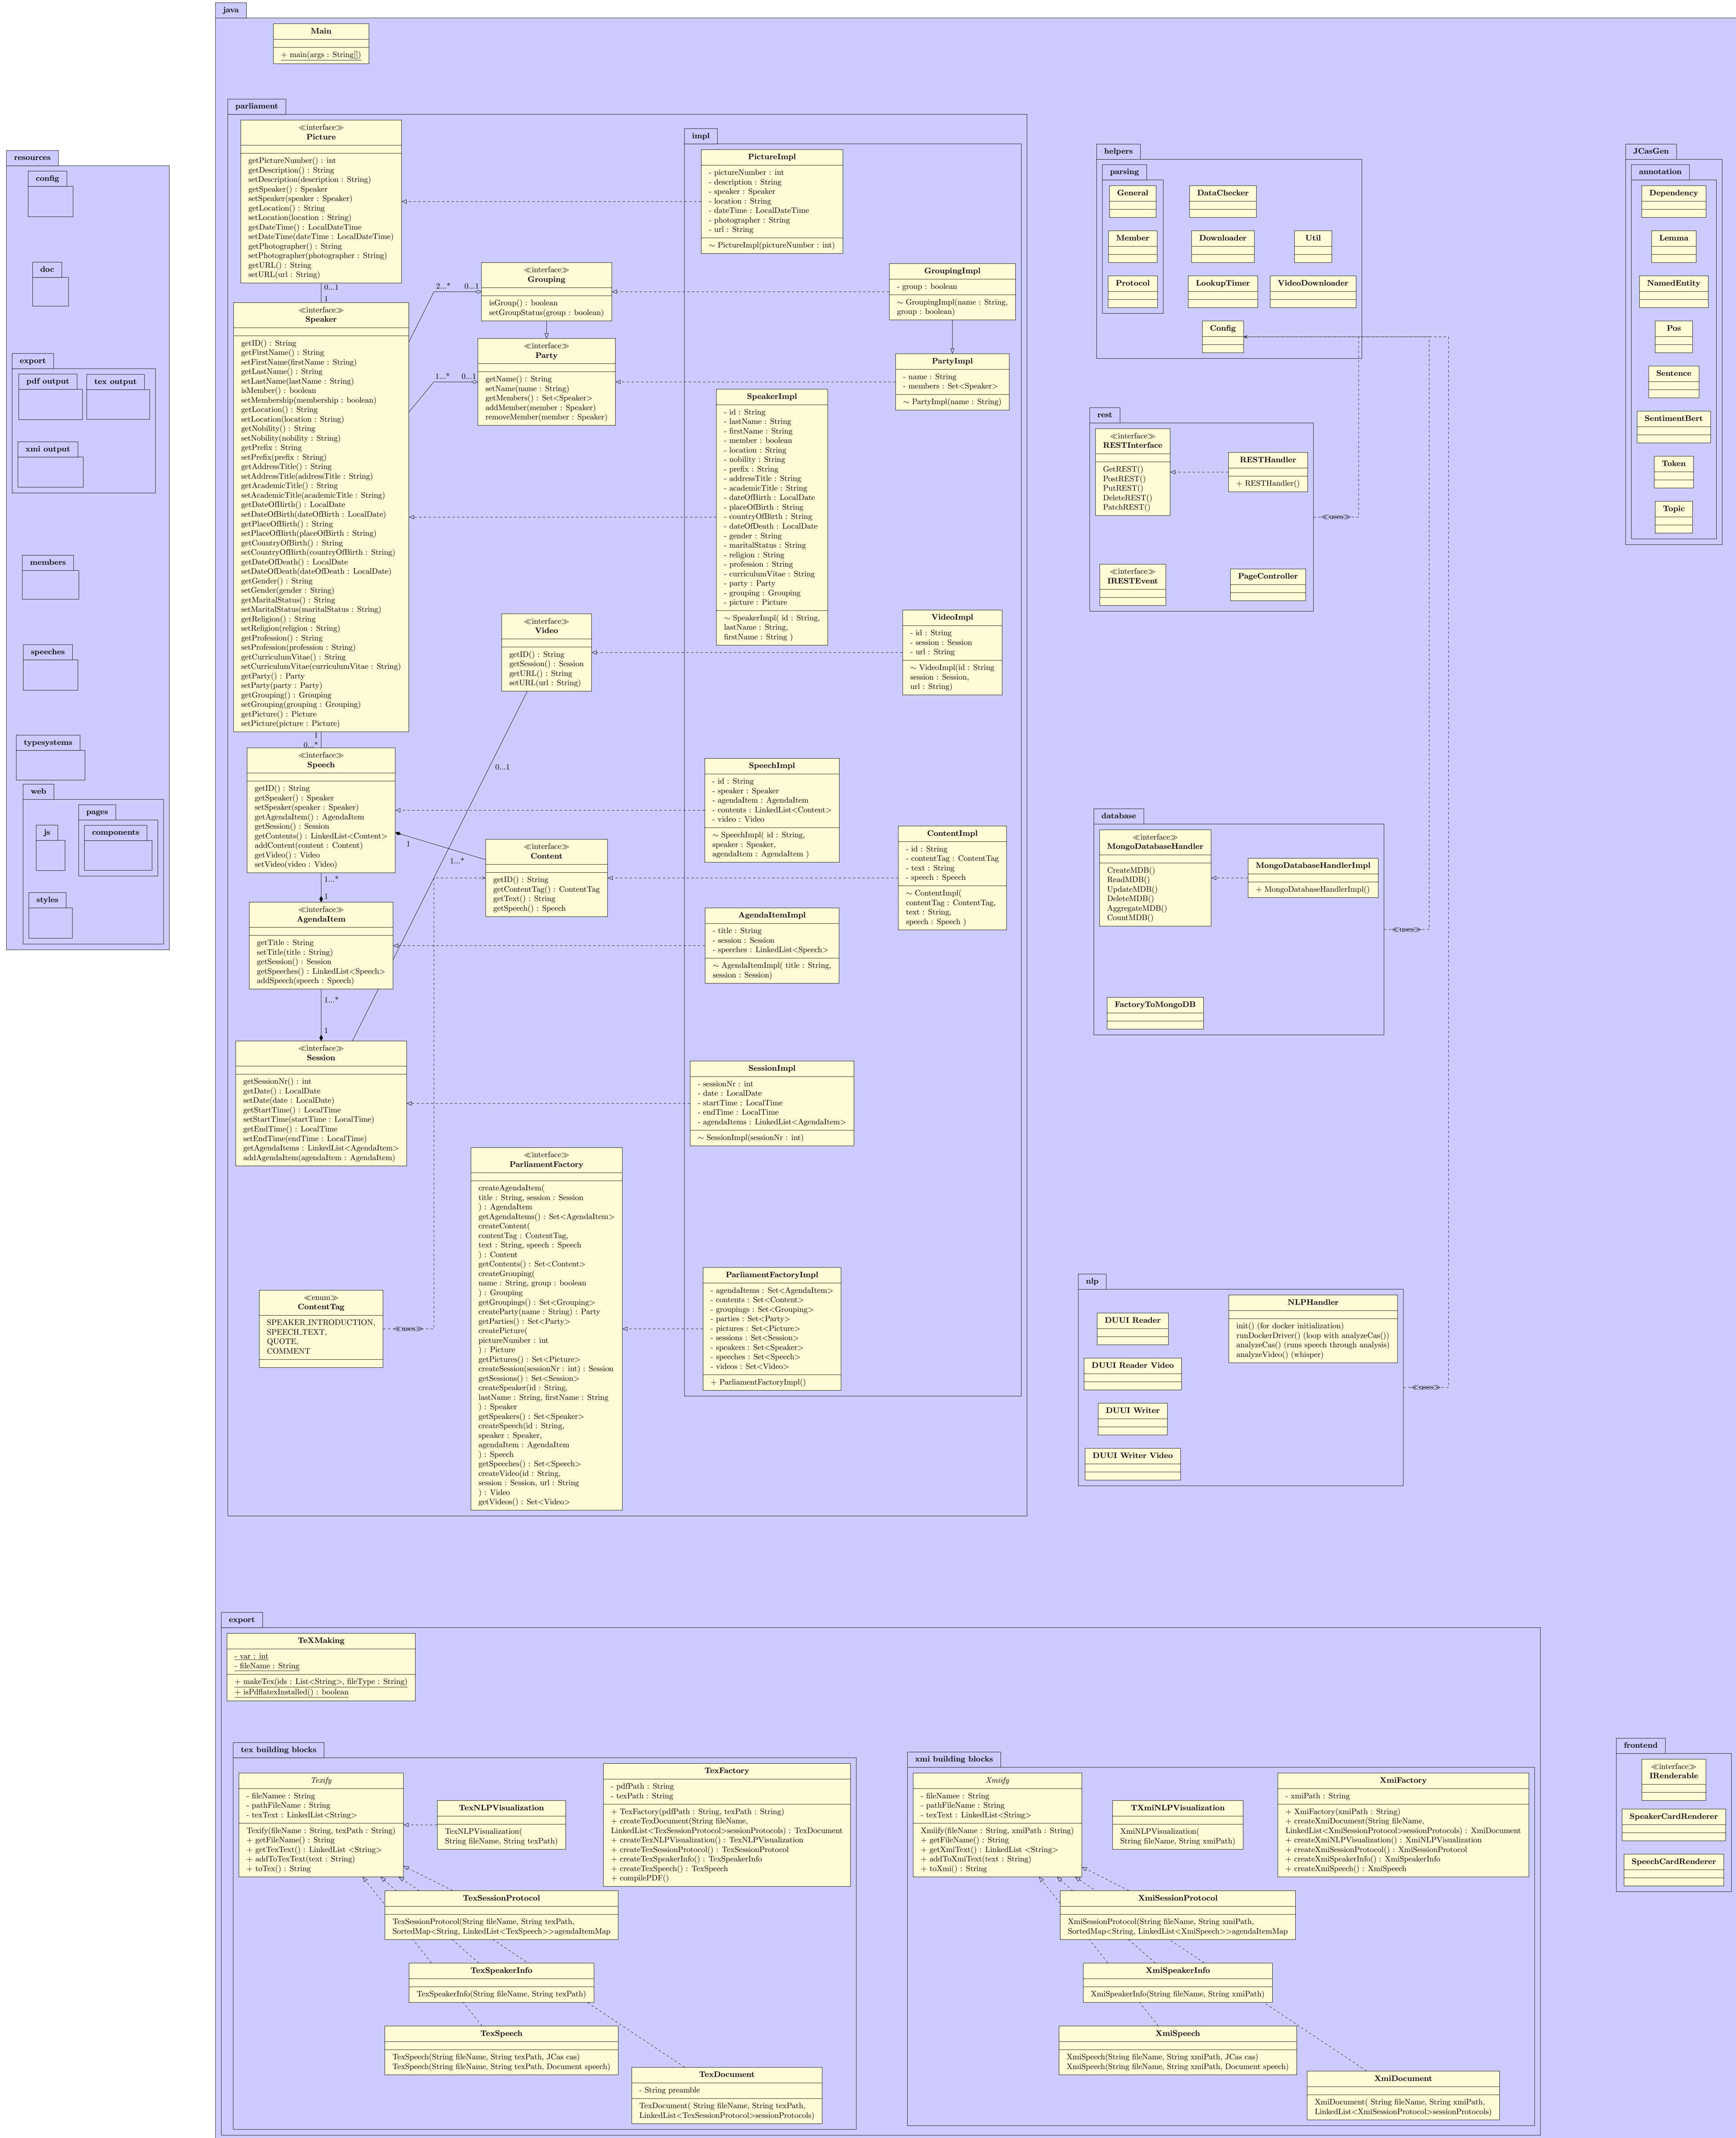 java
Main
+ main(args : String[])
resources
config
doc
export
pdf output
tex output
xmi output
members
speeches
typesystems
web
pages
js
components
styles
parliament
≪interface≫
Picture
getPictureNumber() : int
getDescription() : String
setDescription(description : String)
getSpeaker() : Speaker
setSpeaker(speaker : Speaker)
getLocation() : String
setLocation(location : String)
getDateTime() : LocalDateTime
setDateTime(dateTime : LocalDateTime)
getPhotographer() : String
setPhotographer(photographer : String)
getURL() : String
setURL(url : String)
0...1
1
≪interface≫
Speaker
getID() : String
getFirstName() : String
setFirstName(firstName : String)
getLastName() : String
setLastName(lastName : String)
isMember() : boolean
setMembership(membership : boolean)
getLocation() : String
setLocation(location : String)
getNobility() : String
setNobility(nobility : String)
getPrefix : String
setPrefix(prefix : String)
getAddressTitle() : String
setAddressTitle(addressTitle : String)
getAcademicTitle() : String
setAcademicTitle(academicTitle : String)
getDateOfBirth() : LocalDate
setDateOfBirth(dateOfBirth : LocalDate)
getPlaceOfBirth() : String
setPlaceOfBirth(placeOfBirth : String)
getCountryOfBirth() : String
setCountryOfBirth(countryOfBirth : String)
getDateOfDeath() : LocalDate
setDateOfDeath(dateOfDeath : LocalDate)
getGender() : String
setGender(gender : String)
getMaritalStatus() : String
setMaritalStatus(maritalStatus : String)
getReligion() : String
setReligion(religion : String)
getProfession() : String
setProfession(profession : String)
getCurriculumVitae() : String
setCurriculumVitae(curriculumVitae : String)
getParty() : Party
setParty(party : Party)
getGrouping() : Grouping
setGrouping(grouping : Grouping)
getPicture() : Picture
setPicture(picture : Picture)
1
0...*
≪interface≫
Speech
getID() : String
getSpeaker() : Speaker
setSpeaker(speaker : Speaker)
getAgendaItem() : AgendaItem
getSession() : Session
getContents() : LinkedList<Content>
addContent(content : Content)
getVideo() : Video
setVideo(video : Video)
1...*
1
≪interface≫
AgendaItem
getTitle : String
setTitle(title : String)
getSession() : Session
getSpeeches() : LinkedList<Speech>
addSpeech(speech : Speech)
1...*
1
≪interface≫
Session
getSessionNr() : int
getDate() : LocalDate
setDate(date : LocalDate)
getStartTime() : LocalTime
setStartTime(startTime : LocalTime)
getEndTime() : LocalTime
setEndTime(endTime : LocalTime)
getAgendaItems : LinkedList<AgendaItem>
addAgendaItem(agendaItem : AgendaItem)
≪enum≫
ContentTag
SPEAKER_INTRODUCTION,
SPEECH_TEXT,
QUOTE,
COMMENT
≪uses≫
2...*
0...1
≪interface≫
Grouping
isGroup() : boolean
setGroupStatus(group : boolean)
1...*
0...1
≪interface≫
Party
getName() : String
setName(name : String)
getMembers() : Set<Speaker>
addMember(member : Speaker)
removeMember(member : Speaker)
≪interface≫
Video
getID() : String
getSession() : Session
getURL() : String
setURL(url : String)
0...1
1
1...*
≪interface≫
Content
getID() : String
getContentTag() : ContentTag
getText() : String
getSpeech() : Speech
≪interface≫
ParliamentFactory
createAgendaItem(
title : String, session : Session
) : AgendaItem
getAgendaItems() : Set<AgendaItem>
createContent(
contentTag : ContentTag,
text : String, speech : Speech
) : Content
getContents() : Set<Content>
createGrouping(
name : String, group : boolean
) : Grouping
getGroupings() : Set<Grouping>
createParty(name : String) : Party
getParties() : Set<Party>
createPicture(
pictureNumber : int
) : Picture
getPictures() : Set<Picture>
createSession(sessionNr : int) : Session
getSessions() : Set<Session>
createSpeaker(id : String,
lastName : String, firstName : String
) : Speaker
getSpeakers() : Set<Speaker>
createSpeech(id : String,
speaker : Speaker,
agendaItem : AgendaItem
) : Speech
getSpeeches() : Set<Speech>
createVideo(id : String,
session : Session, url : String
) : Video
getVideos() : Set<Video>
impl
PictureImpl
- pictureNumber : int
- description : String
- speaker : Speaker
- location : String
- dateTime : LocalDateTime
- photographer : String
- url : String
∼ PictureImpl(pictureNumber : int)
GroupingImpl
- group : boolean
∼ GroupingImpl(name : String,
group : boolean)
PartyImpl
- name : String
- members : Set<Speaker>
∼ PartyImpl(name : String)
SpeakerImpl
- id : String
- lastName : String
- firstName : String
- member : boolean
- location : String
- nobility : String
- prefix : String
- addressTitle : String
- academicTitle : String
- dateOfBirth : LocalDate
- placeOfBirth : String
- countryOfBirth : String
- dateOfDeath : LocalDate
- gender : String
- maritalStatus : String
- religion : String
- profession : String
- curriculumVitae : String
- party : Party
- grouping : Grouping
- picture : Picture
∼ SpeakerImpl( id : String,
lastName : String,
firstName : String )
VideoImpl
- id : String
- session : Session
- url : String
∼ VideoImpl(id : String
session : Session,
url : String)
SpeechImpl
- id : String
- speaker : Speaker
- agendaItem : AgendaItem
- contents : LinkedList<Content>
- video : Video
∼ SpeechImpl( id : String,
speaker : Speaker,
agendaItem : AgendaItem )
ContentImpl
- id : String
- contentTag : ContentTag
- text : String
- speech : Speech
∼ ContentImpl(
contentTag : ContentTag,
text : String,
speech : Speech )
AgendaItemImpl
- title : String
- session : Session
- speeches : LinkedList<Speech>
∼ AgendaItemImpl( title : String,
session : Session)
SessionImpl
- sessionNr : int
- date : LocalDate
- startTime : LocalTime
- endTime : LocalTime
- agendaItems : LinkedList<AgendaItem>
∼ SessionImpl(sessionNr : int)
ParliamentFactoryImpl
- agendaItems : Set<AgendaItem>
- contents : Set<Content>
- groupings : Set<Grouping>
- parties : Set<Party>
- pictures : Set<Picture>
- sessions : Set<Session>
- speakers : Set<Speaker>
- speeches : Set<Speech>
- videos : Set<Video>
+ ParliamentFactoryImpl()
helpers
parsing
General
Member
Protocol
DataChecker
Downloader
Util
LookupTimer
VideoDownloader
Config
rest
≪interface≫
RESTInterface
GetREST()
PostREST()
PutREST()
DeleteREST()
PatchREST()
RESTHandler
+ RESTHandler()
≪uses≫
≪interface≫
IRESTEvent
PageController
database
≪interface≫
MongoDatabaseHandler
CreateMDB()
ReadMDB()
UpdateMDB()
DeleteMDB()
AggregateMDB()
CountMDB()
MongoDatabaseHandlerImpl
+ MongoDatabaseHandlerImpl()
≪uses≫
FactoryToMongoDB
nlp
DUUI Reader
DUUI Reader Video
DUUI Writer
DUUI Writer Video
NLPHandler
init() (for docker initialization)
runDockerDriver() (loop with analyzeCas())
analyzeCas() (runs speech through analysis)
analyzeVideo() (whisper)
≪uses≫
JCasGen
annotation
Dependency
Lemma
NamedEntity
Pos
Sentence
SentimentBert
Token
Topic
export
TeXMaking
- var : int
- fileName : String
+ makeTex(ids : List<String>, fileType : String)
+ isPdflatexInstalled() : boolean
tex building blocks
Texify
- fileNamee : String
- pathFileName : String
- texText : LinkedList<String>
Texify(fileName : String, texPath : String)
+ getFileName() : String
+ getTexText() : LinkedList <String>
+ addToTexText(text : String)
+ toTex() : String
TexNLPVisualization
TexNLPVisualization(
String fileName, String texPath)
TexFactory
- pdfPath : String
- texPath : String
+ TexFactory(pdfPath : String, texPath : String)
+ createTexDocument(String fileName,
LinkedList<TexSessionProtocol>sessionProtocols) : TexDocument
+ createTexNLPVisualization() : TexNLPVisualization
+ createTexSessionProtocol() : TexSessionProtocol
+ createTexSpeakerInfo() : TexSpeakerInfo
+ createTexSpeech() : TexSpeech
+ compilePDF()
TexSessionProtocol
TexSessionProtocol(String fileName, String texPath,
SortedMap<String, LinkedList<TexSpeech>>agendaItemMap
TexSpeakerInfo
TexSpeakerInfo(String fileName, String texPath)
TexSpeech
TexSpeech(String fileName, String texPath, JCas cas)
TexSpeech(String fileName, String texPath, Document speech)
TexDocument
- String preamble
TexDocument( String fileName, String texPath,
LinkedList<TexSessionProtocol>sessionProtocols)
xmi building blocks
Xmiify
- fileNamee : String
- pathFileName : String
- texText : LinkedList<String>
Xmiify(fileName : String, xmiPath : String)
+ getFileName() : String
+ getXmiText() : LinkedList <String>
+ addToXmiText(text : String)
+ toXmi() : String
TXmiNLPVisualization
XmiNLPVisualization(
String fileName, String xmiPath)
XmiFactory
- xmiPath : String
+ XmiFactory(xmiPath : String)
+ createXmiDocument(String fileName,
LinkedList<XmiSessionProtocol>sessionProtocols) : XmiDocument
+ createXmiNLPVisualization() : XmiNLPVisualization
+ createXmiSessionProtocol() : XmiSessionProtocol
+ createXmiSpeakerInfo() : XmiSpeakerInfo
+ createXmiSpeech() : XmiSpeech
XmiSessionProtocol
XmiSessionProtocol(String fileName, String xmiPath,
SortedMap<String, LinkedList<XmiSpeech>>agendaItemMap
XmiSpeakerInfo
XmiSpeakerInfo(String fileName, String xmiPath)
XmiSpeech
XmiSpeech(String fileName, String xmiPath, JCas cas)
XmiSpeech(String fileName, String xmiPath, Document speech)
XmiDocument
XmiDocument( String fileName, String xmiPath,
LinkedList<XmiSessionProtocol>sessionProtocols)
frontend
≪interface≫
IRenderable
SpeakerCardRenderer
SpeechCardRenderer